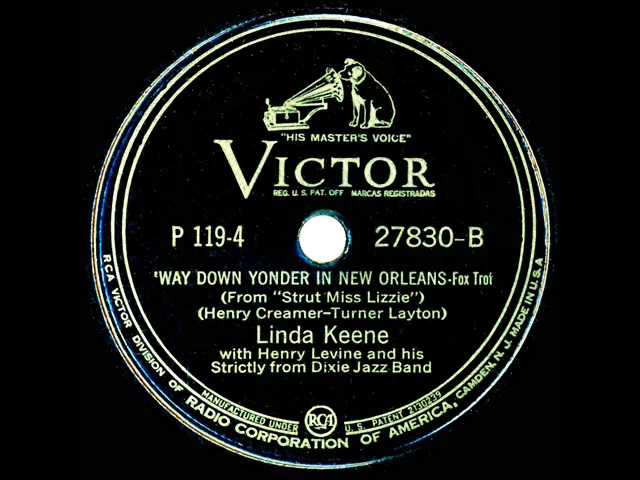 "HIS MASTER'S VOICE"
VICTOR
REG. U.S. PAT. OFF. MARCAS REGISTRADAS
P 119-4
27830-B
'WAY DOWN YONDER IN NEW ORLEANS-Fox Trot
(From "Strut Miss Lizzie")
(Henry Creamer-Turner Layton)
Linda Keene
with Henry Levine and his
Strictly from Dixie Jazz Band
MANUFACTURED UNDER RCA U.S. PATENT 2130239
RCA VICTOR DIVISION OF RADIO CORPORATION OF AMERICA, CAMDEN, N.J. MADE IN U.S.A.